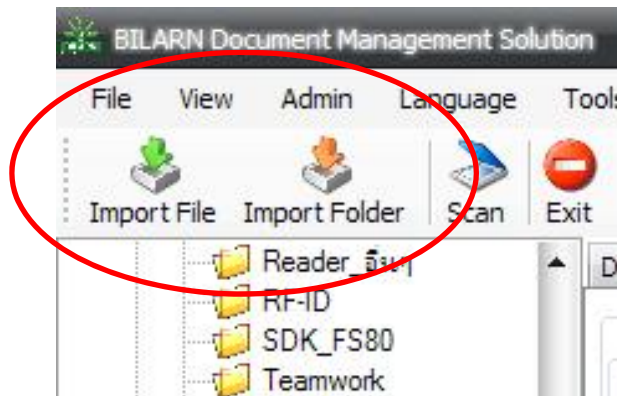 BILARN Document Management Solution
File View Admin Language Tools
Import File Import Folder Scan Exit
Reader_อื่นๆ D
RF-ID
SDK_FS80
Teamwork